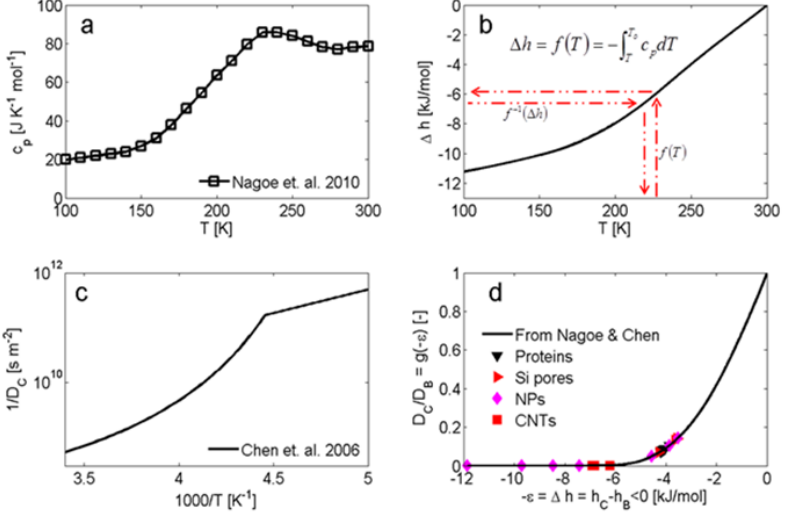 a
100
80
60
40
20
0
c_p [J K⁻¹ mol⁻¹]
Nagoe et. al. 2010
100 150 200 250 300
T [K]
b
0
-2
-4
-6
-8
-10
-12
Δ h [kJ/mol]
Δh = f(T) = −∫_T^{T_0} c_p dT
f⁻¹(Δh)
f(T)
100 150 200 250 300
T [K]
c
10¹²
10¹⁰
1/D_C [s m⁻²]
Chen et. al. 2006
3.5 4 4.5 5
1000/T [K⁻¹]
d
1
0.8
0.6
0.4
0.2
0
D_C/D_B = g(-ε) [-]
From Nagoe & Chen
Proteins
Si pores
NPs
CNTs
-12 -10 -8 -6 -4 -2 0
-ε = Δ h = h_C-h_B<0 [kJ/mol]